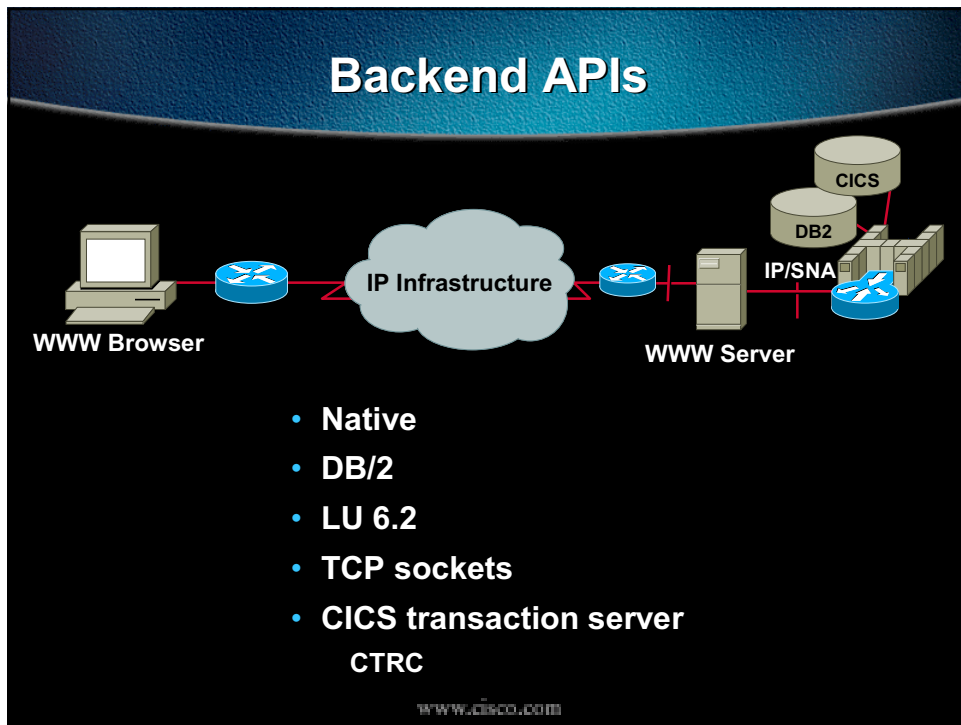 Backend APIs
CICS
DB2
IP/SNA
IP Infrastructure
WWW Browser
WWW Server
• Native
• DB/2
• LU 6.2
• TCP sockets
• CICS transaction server
CTRC
www.cisco.com